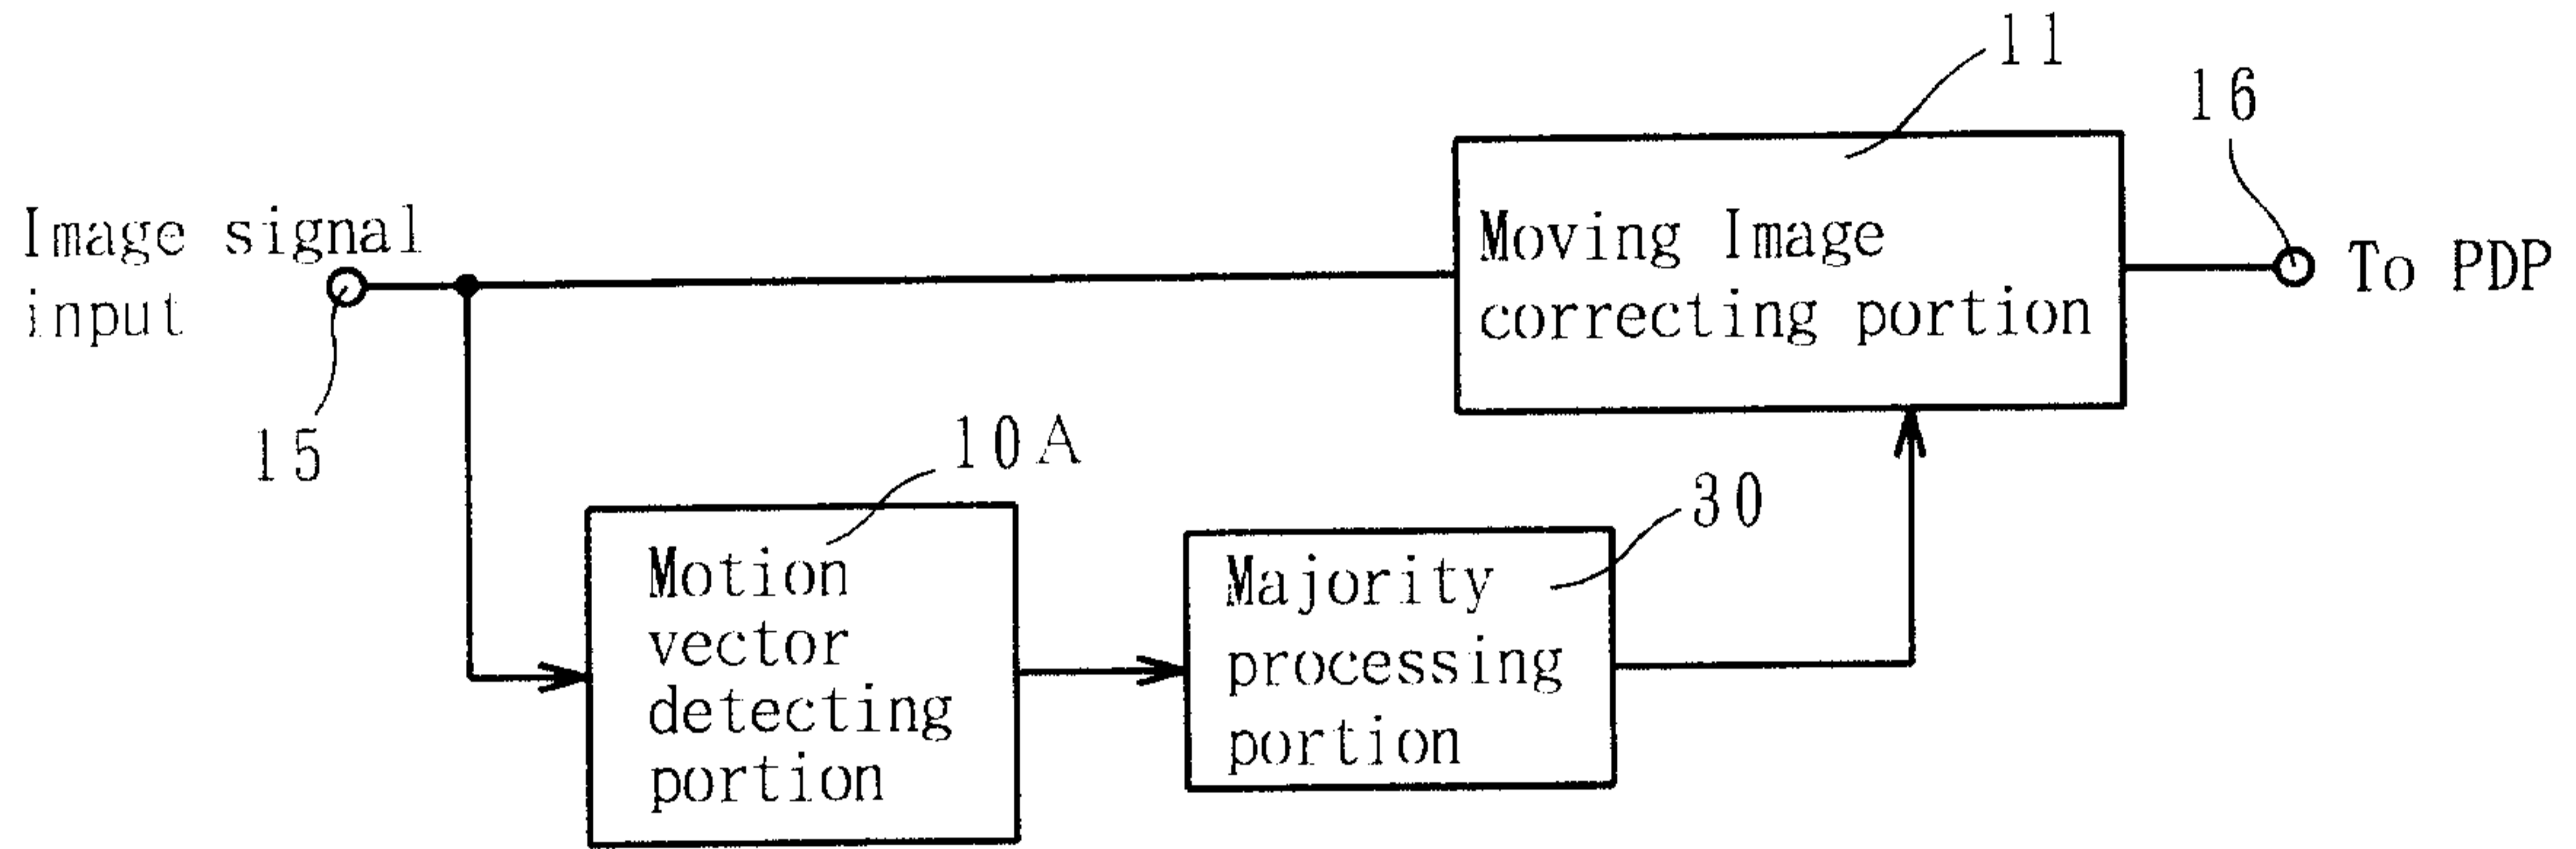 11
16
Image signal
input
Moving Image
correcting portion
To PDP
15
10A
30
Motion
vector
detecting
portion
Majority
processing
portion